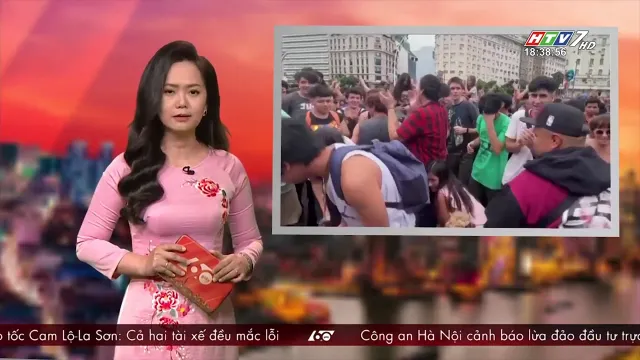 HTV7 HD
18:38:56
tốc Cam Lộ-La Sơn: Cả hai tài xế đều mắc lỗi
60
Công an Hà Nội cảnh báo lừa đảo đầu tư